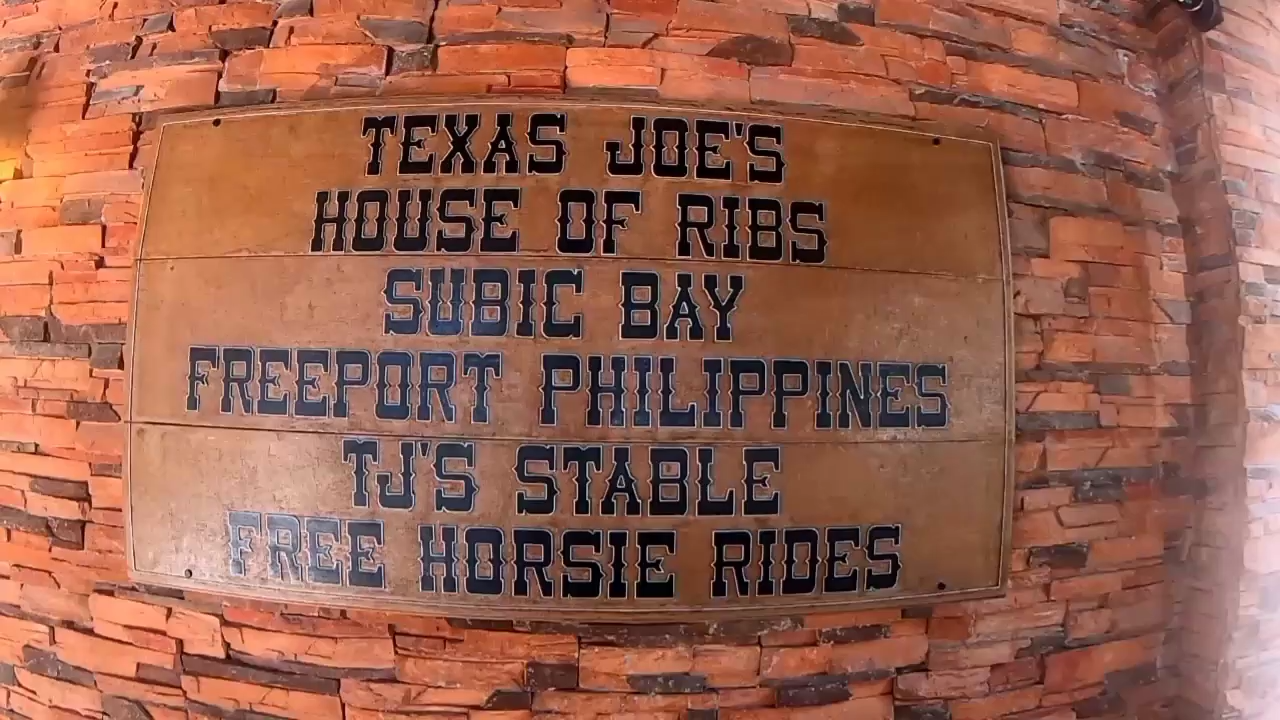 TEXAS JOE'S
HOUSE OF RIBS
SUBIC BAY
FREEPORT PHILIPPINES
TJ'S STABLE
FREE HORSIE RIDES